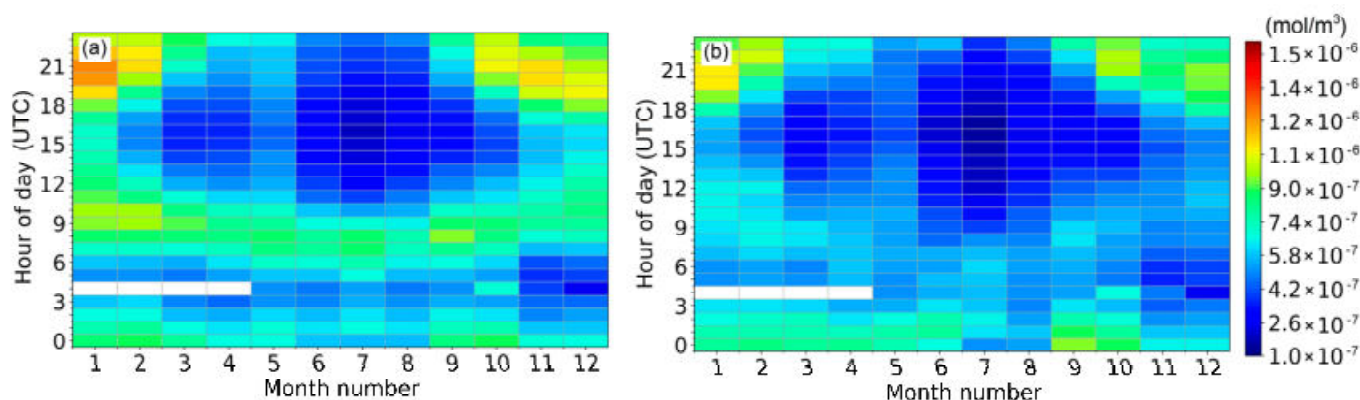 (a)
Hour of day (UTC)
21
18
15
12
9
6
3
0
1 2 3 4 5 6 7 8 9 10 11 12
Month number
(b)
Hour of day (UTC)
21
18
15
12
9
6
3
0
1 2 3 4 5 6 7 8 9 10 11 12
Month number
(mol/m³)
1.5×10⁻⁶
1.4×10⁻⁶
1.2×10⁻⁶
1.1×10⁻⁶
9.0×10⁻⁷
7.4×10⁻⁷
5.8×10⁻⁷
4.2×10⁻⁷
2.6×10⁻⁷
1.0×10⁻⁷